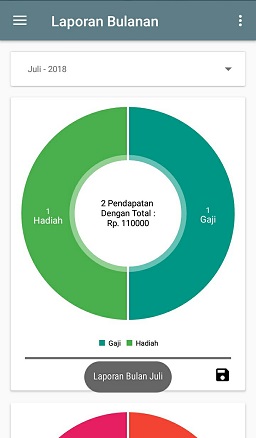 Laporan Bulanan
Juli - 2018
1
Hadiah
2 Pendapatan
Dengan Total :
Rp. 110000
1
Gaji
Gaji
Hadiah
Laporan Bulan Juli